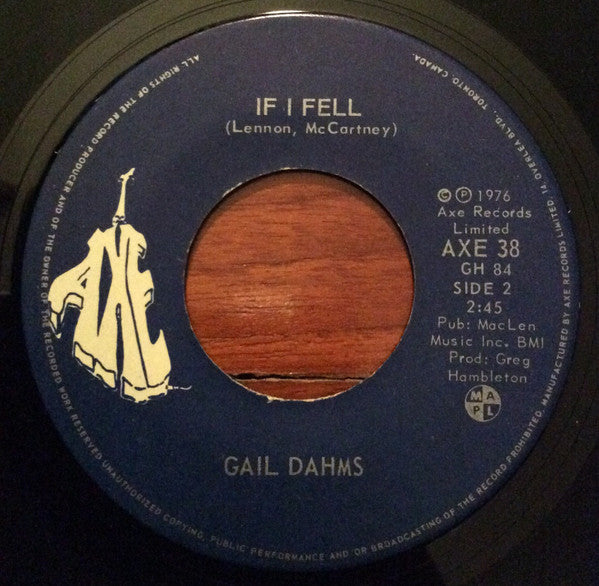 IF I FELL
(Lennon, McCartney)
AXE
© ℗ 1976
Axe Records
Limited
AXE 38
GH 84
SIDE 2
2:45
Pub: MacLen
Music Inc. BMI
Prod: Greg
Hambleton
MAPL
GAIL DAHMS
ALL RIGHTS OF THE RECORD PRODUCER AND OF THE OWNER OF THE RECORDED WORK RESERVED. UNAUTHORIZED COPYING, PUBLIC PERFORMANCE AND/OR BROADCASTING OF THE RECORD PROHIBITED. MANUFACTURED BY AXE RECORDS LIMITED, 14 OVERLEA BLVD., TORONTO, CANADA.